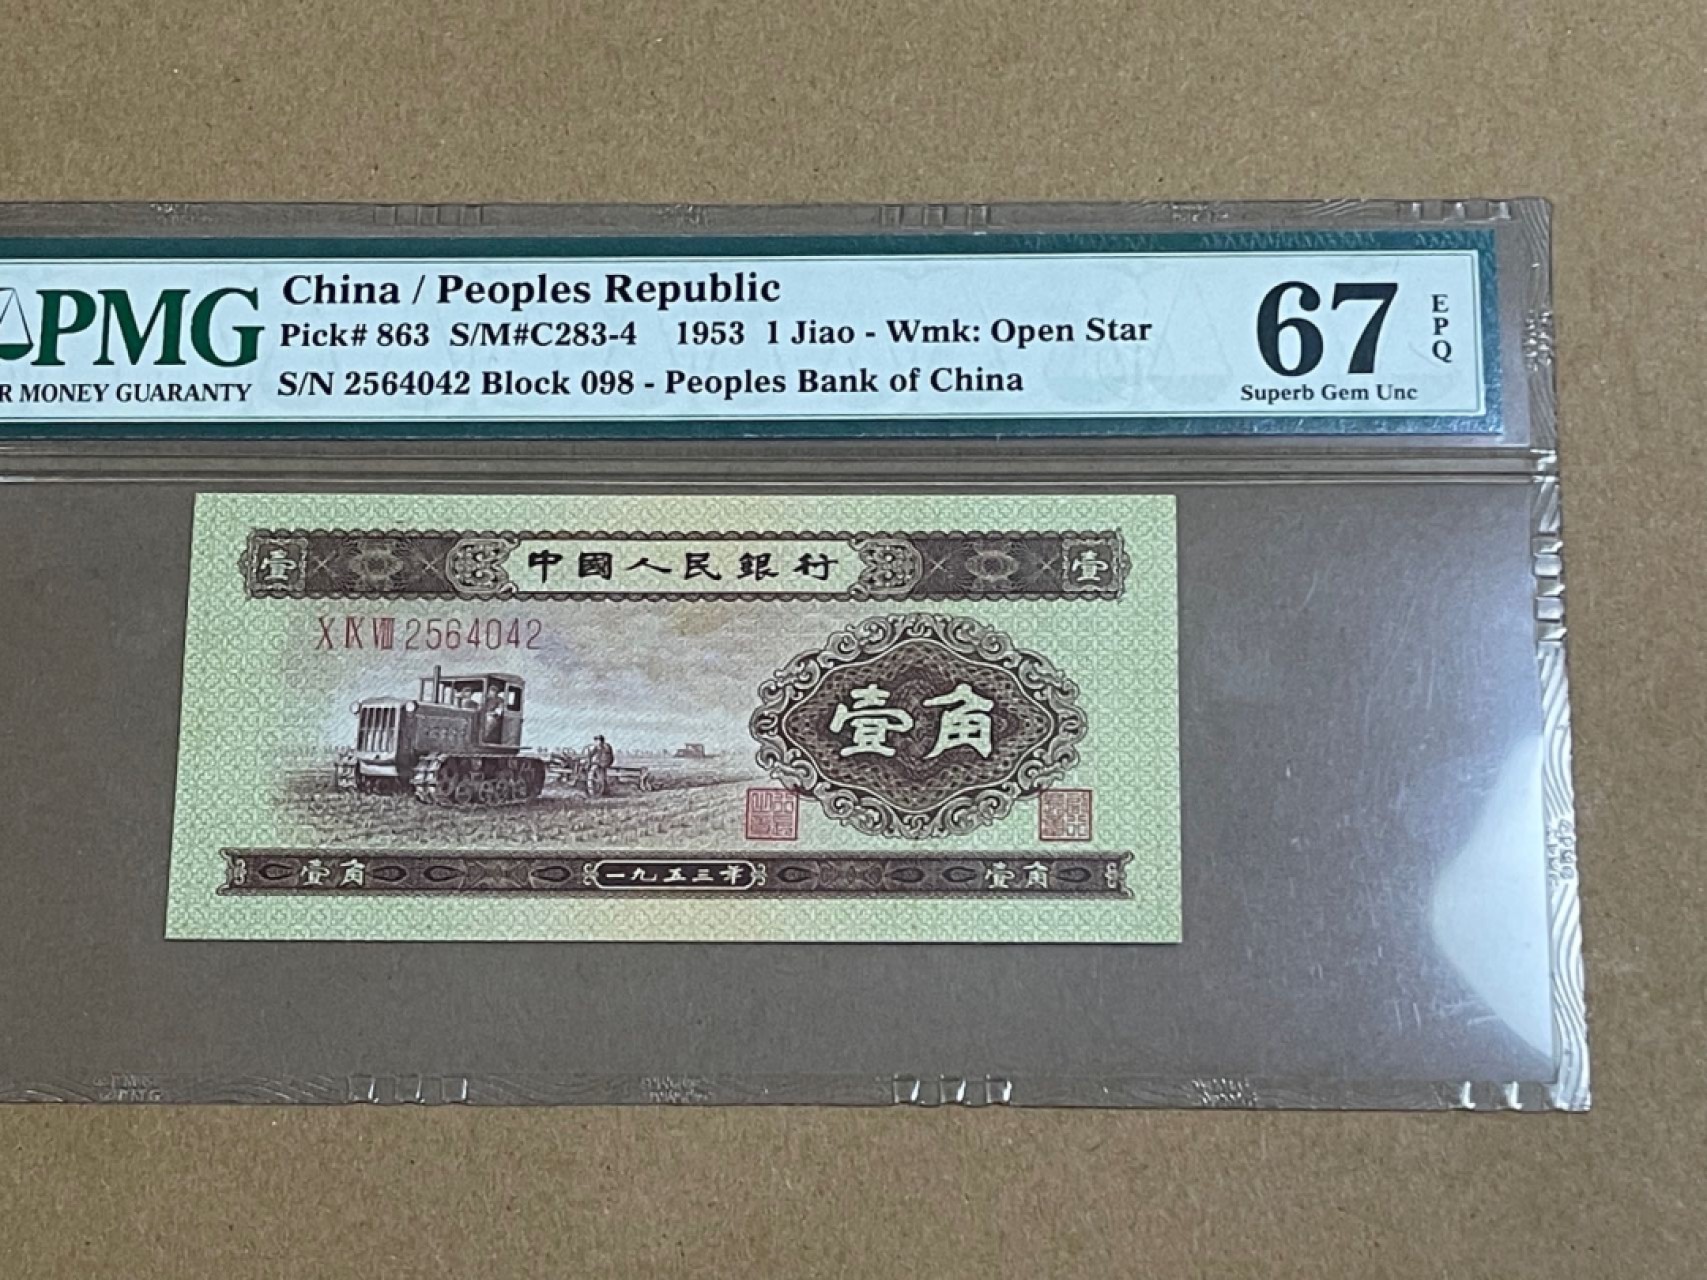 China / Peoples Republic
PMG
Pick# 863 S/M#C283-4 1953 1 Jiao - Wmk: Open Star
67
EPQ
R MONEY GUARANTY
S/N 2564042 Block 098 - Peoples Bank of China
Superb Gem Unc
壹 中國人民銀行 壹
X IX VIII 2564042
壹角
壹角 一九五三年 壹角